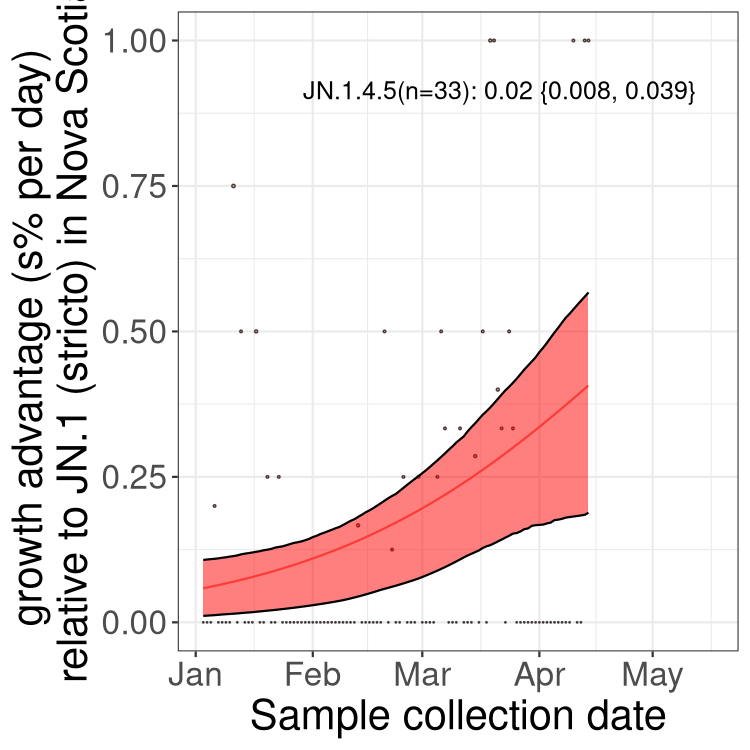 growth advantage (s% per day)
relative to JN.1 (stricto) in Nova Scotia
1.00
JN.1.4.5(n=33): 0.02 {0.008, 0.039}
0.75
0.50
0.25
0.00
Jan Feb Mar Apr May
Sample collection date